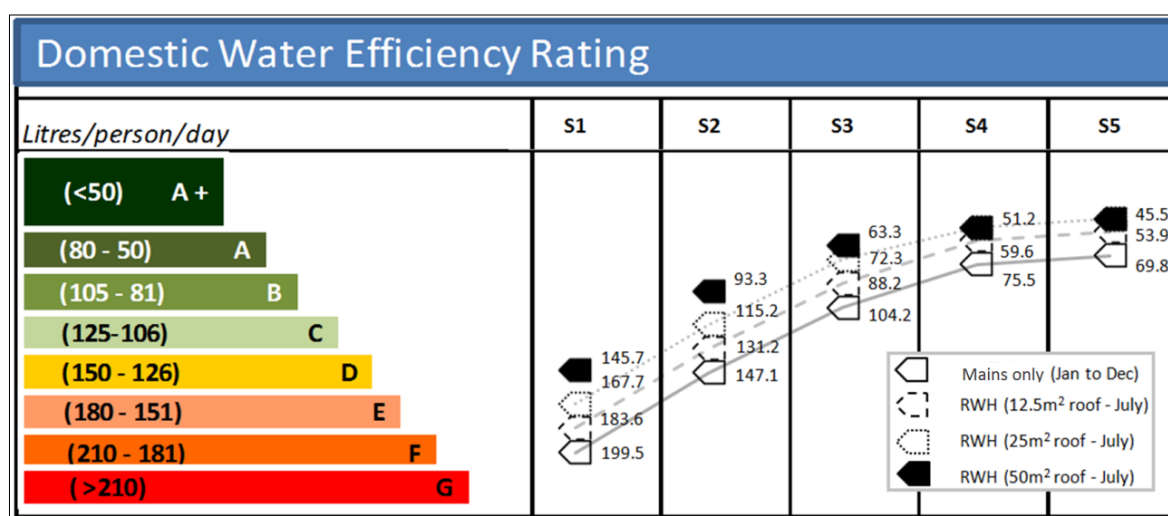 Domestic Water Efficiency Rating
Litres/person/day
S1
S2
S3
S4
S5
(<50) A +
(80 - 50) A
(105 - 81) B
(125-106) C
(150 - 126) D
(180 - 151) E
(210 - 181) F
(>210) G
145.7
167.7
183.6
199.5
93.3
115.2
131.2
147.1
63.3
72.3
88.2
104.2
51.2
59.6
75.5
45.5
53.9
69.8
Mains only (Jan to Dec)
RWH (12.5m² roof - July)
RWH (25m² roof - July)
RWH (50m² roof - July)